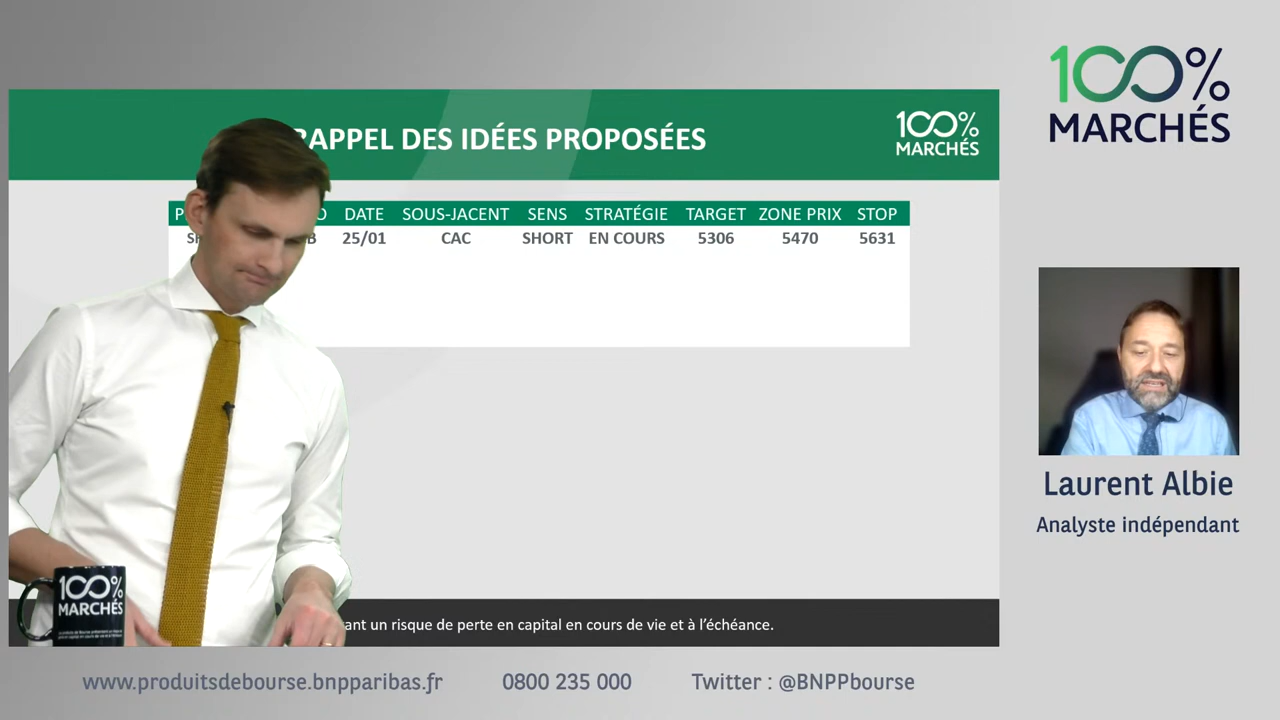 100%
MARCHÉS
RAPPEL DES IDÉES PROPOSÉES
100%
MARCHÉS
DATE SOUS-JACENT SENS STRATÉGIE TARGET ZONE PRIX STOP
25/01 CAC SHORT EN COURS 5306 5470 5631
Laurent Albie
Analyste indépendant
100%
MARCHÉS
un risque de perte en capital en cours de vie et à l'échéance.
www.produitsdebourse.bnpparibas.fr 0800 235 000 Twitter : @BNPPbourse